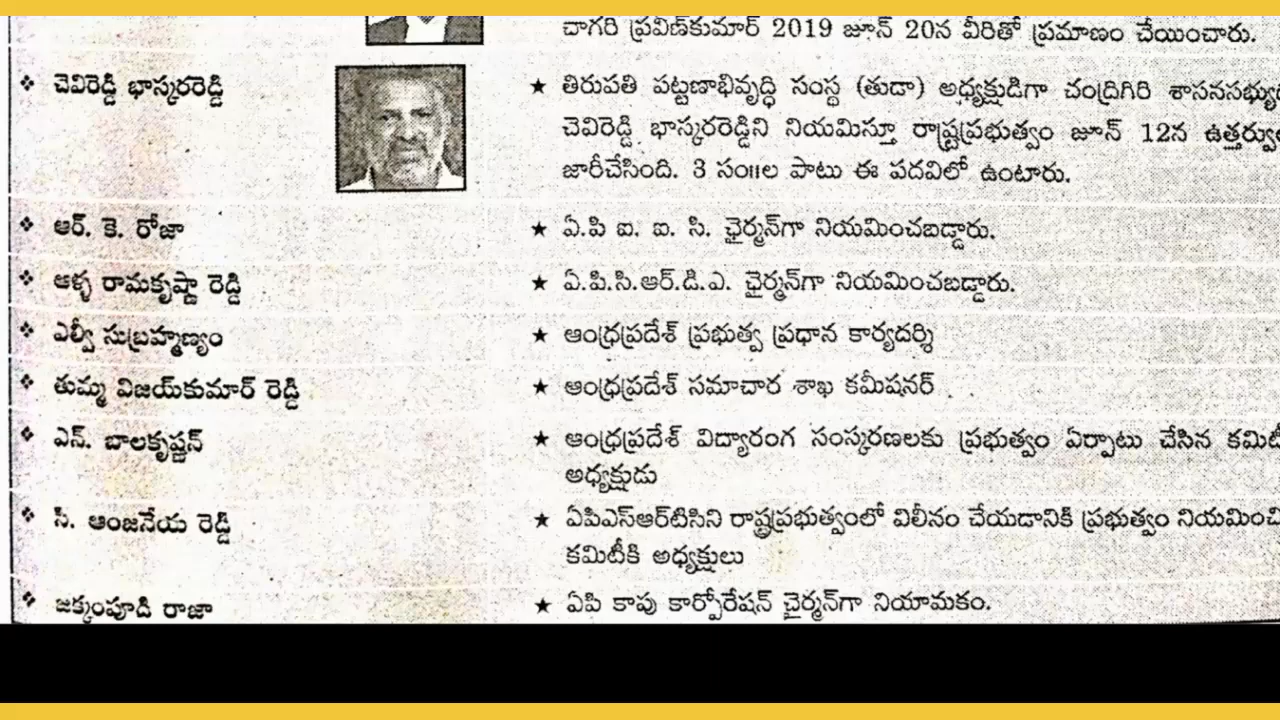 చాగరి ప్రవీణ్‌కుమార్ 2019 జూన్ 20న వీరితో ప్రమాణం చేయించారు.
❖ చెవిరెడ్డి భాస్కరరెడ్డి ★ తిరుపతి పట్టణాభివృద్ధి సంస్థ (తుడా) అధ్యక్షుడిగా చంద్రగిరి
చెవిరెడ్డి భాస్కరరెడ్డిని నియమిస్తూ రాష్ట్రప్రభుత్వం జూన్ 12న
జారీచేసింది. 3 సం॥ల పాటు ఈ పదవిలో ఉంటారు.
❖ ఆర్. కె. రోజా ★ ఏ.పి ఐ. ఐ. సి. ఛైర్మన్‌గా నియమించబడ్డారు.
❖ ఆళ్ళ రామకృష్ణా రెడ్డి ★ ఏ.పి.సి.ఆర్.డి.ఎ. ఛైర్మన్‌గా నియమించబడ్డారు.
❖ ఎల్వీ సుబ్రహ్మణ్యం ★ ఆంధ్రప్రదేశ్ ప్రభుత్వ ప్రధాన కార్యదర్శి
❖ తుమ్మ విజయ్‌కుమార్ రెడ్డి ★ ఆంధ్రప్రదేశ్ సమాచార శాఖ కమీషనర్
❖ ఎన్. బాలకృష్ణన్ ★ ఆంధ్రప్రదేశ్ విద్యారంగ సంస్కరణలకు ప్రభుత్వం ఏర్పాటు చేసిన
అధ్యక్షుడు
❖ సి. ఆంజనేయ రెడ్డి ★ ఏపిఎస్ఆర్‌టిసిని రాష్ట్రప్రభుత్వంలో విలీనం చేయడానికి ప్రభుత్వం
కమిటీకి అధ్యక్షులు
❖ జక్కంపూడి రాజా ★ ఏపి కాపు కార్పోరేషన్ చైర్మన్‌గా నియామకం.